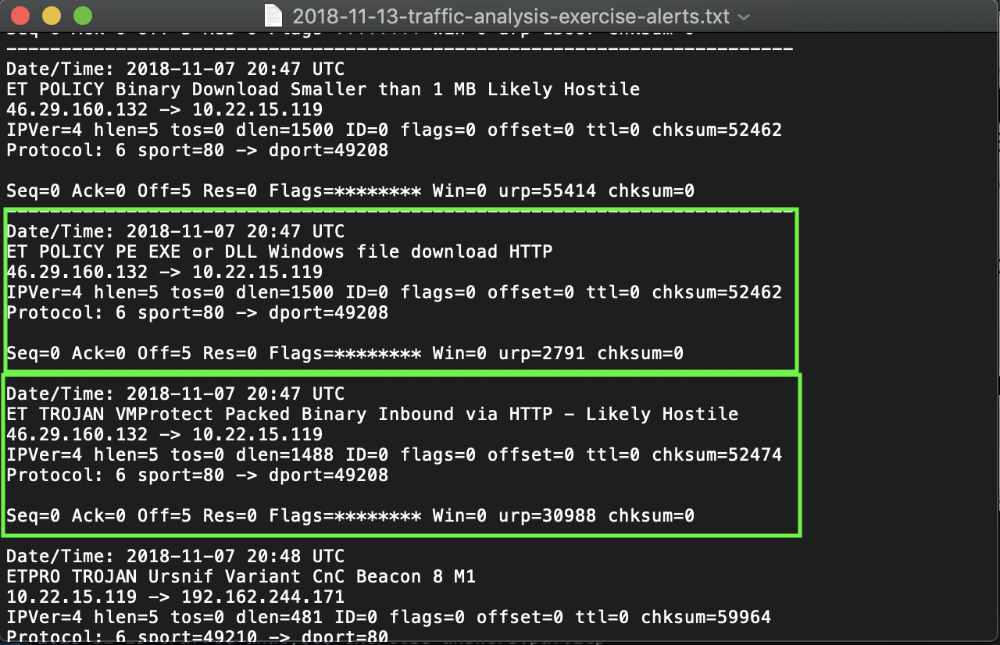 2018-11-13-traffic-analysis-exercise-alerts.txt
--------------------------------------------------------------------
Date/Time: 2018-11-07 20:47 UTC
ET POLICY Binary Download Smaller than 1 MB Likely Hostile
46.29.160.132 -> 10.22.15.119
IPVer=4 hlen=5 tos=0 dlen=1500 ID=0 flags=0 offset=0 ttl=0 chksum=52462
Protocol: 6 sport=80 -> dport=49208
Seq=0 Ack=0 Off=5 Res=0 Flags=******** Win=0 urp=55414 chksum=0
Date/Time: 2018-11-07 20:47 UTC
ET POLICY PE EXE or DLL Windows file download HTTP
46.29.160.132 -> 10.22.15.119
IPVer=4 hlen=5 tos=0 dlen=1500 ID=0 flags=0 offset=0 ttl=0 chksum=52462
Protocol: 6 sport=80 -> dport=49208
Seq=0 Ack=0 Off=5 Res=0 Flags=******** Win=0 urp=2791 chksum=0
Date/Time: 2018-11-07 20:47 UTC
ET TROJAN VMProtect Packed Binary Inbound via HTTP - Likely Hostile
46.29.160.132 -> 10.22.15.119
IPVer=4 hlen=5 tos=0 dlen=1488 ID=0 flags=0 offset=0 ttl=0 chksum=52474
Protocol: 6 sport=80 -> dport=49208
Seq=0 Ack=0 Off=5 Res=0 Flags=******** Win=0 urp=30988 chksum=0
Date/Time: 2018-11-07 20:48 UTC
ETPRO TROJAN Ursnif Variant CnC Beacon 8 M1
10.22.15.119 -> 192.162.244.171
IPVer=4 hlen=5 tos=0 dlen=481 ID=0 flags=0 offset=0 ttl=0 chksum=59964
Protocol: 6 sport=49210 -> dport=80